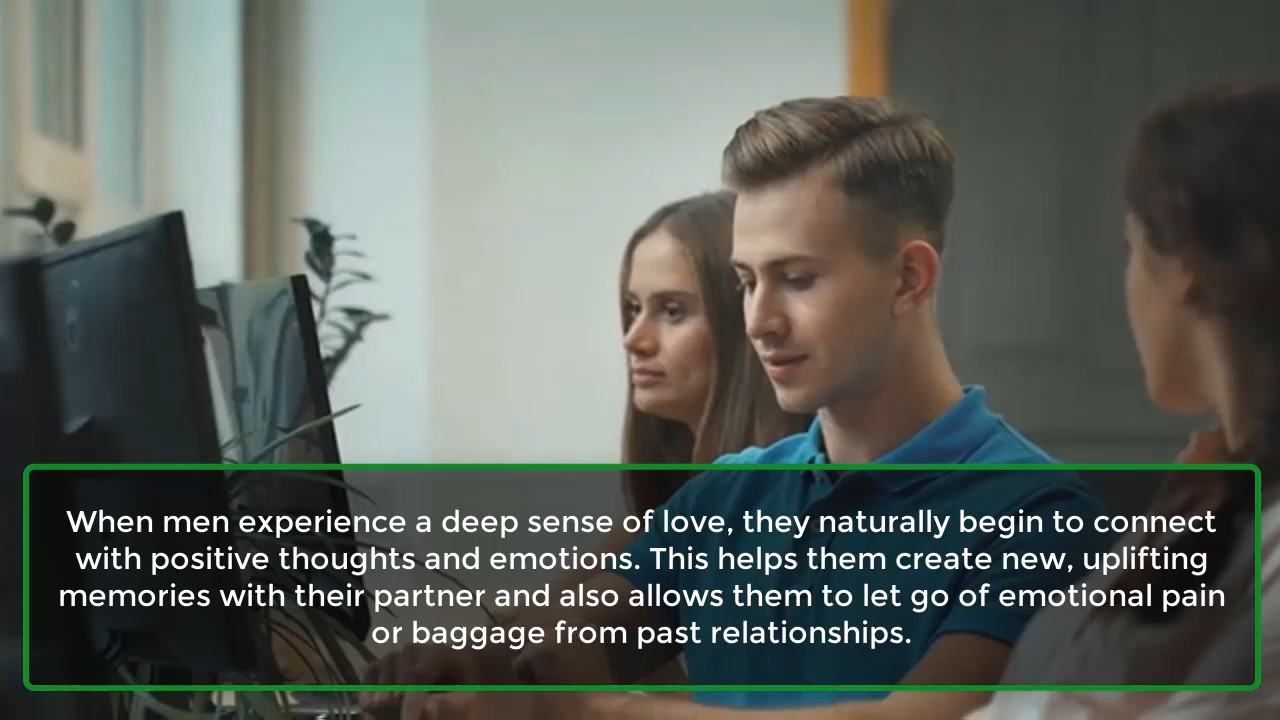 When men experience a deep sense of love, they naturally begin to connect
with positive thoughts and emotions. This helps them create new, uplifting
memories with their partner and also allows them to let go of emotional pain
or baggage from past relationships.